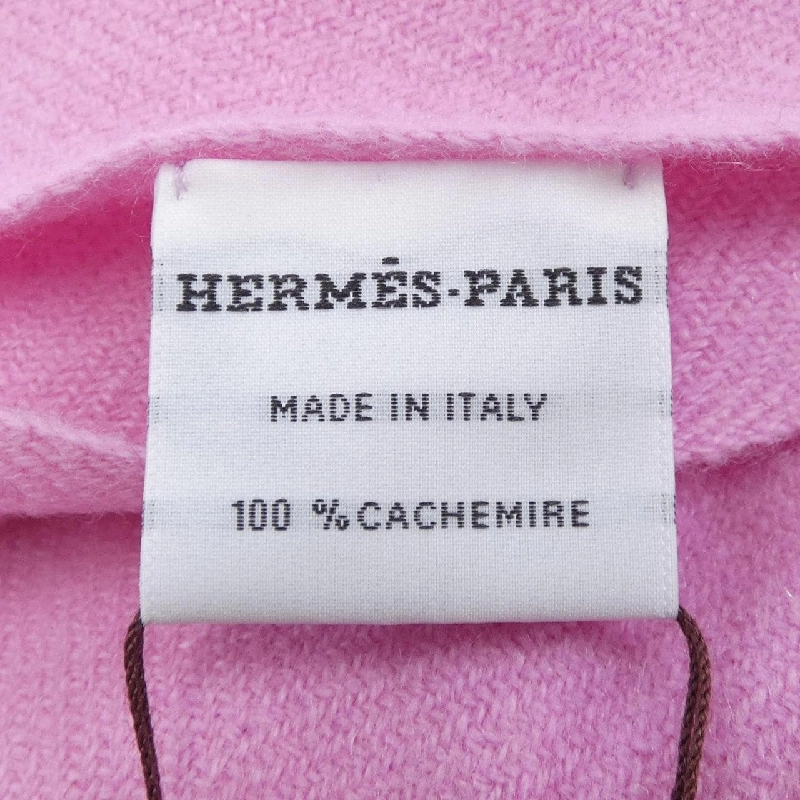 HERMÈS-PARIS
MADE IN ITALY
100 % CACHEMIRE